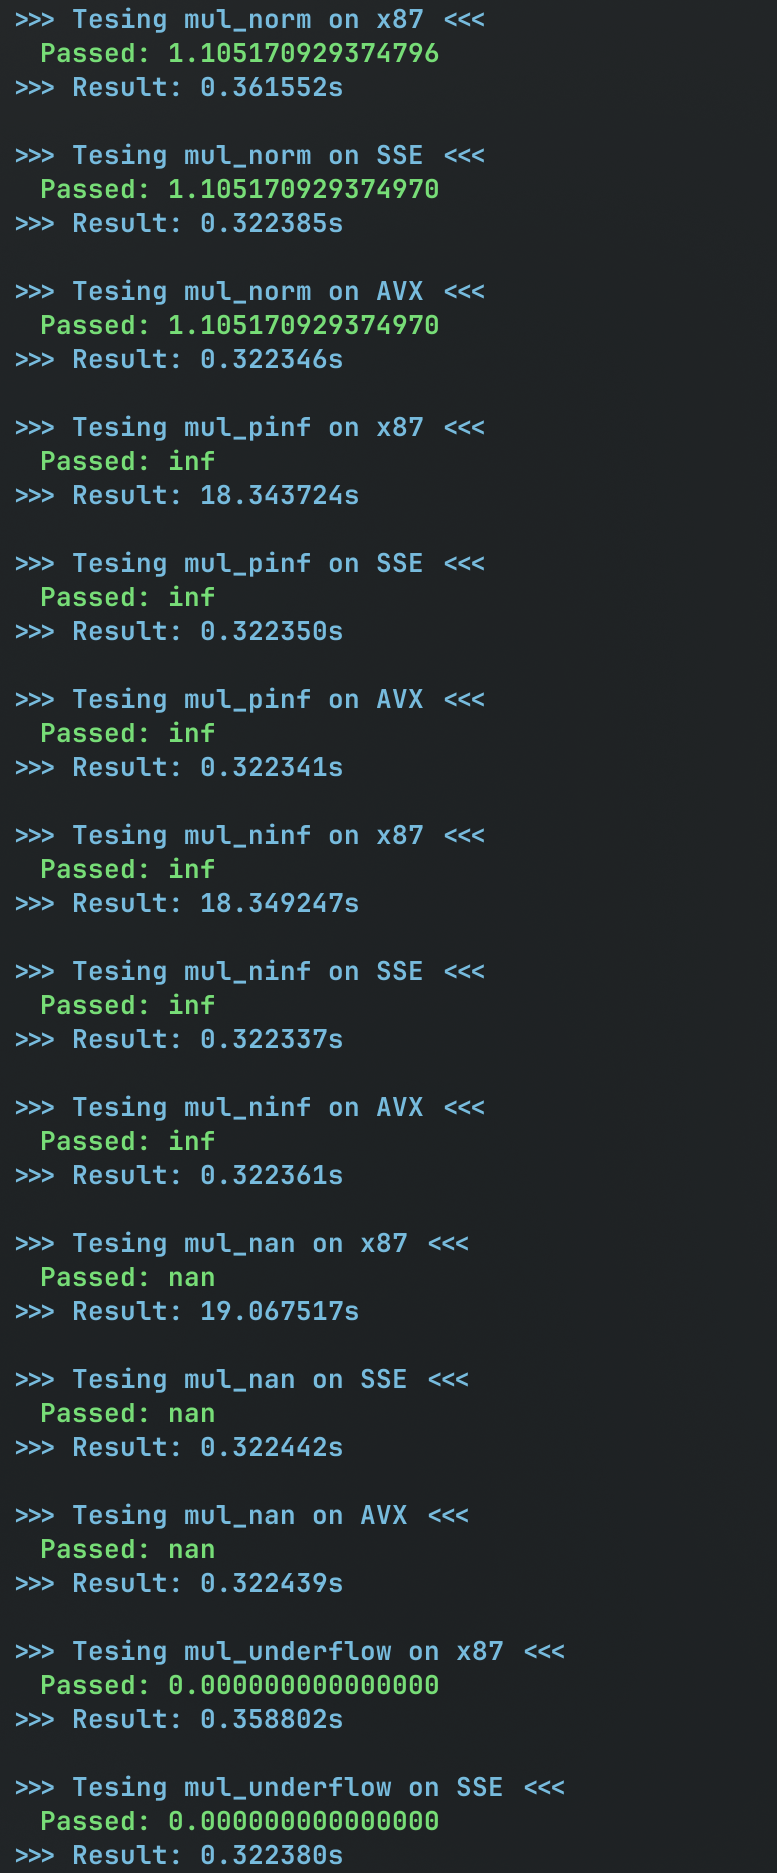 >>> Tesing mul_norm on x87 <<<
Passed: 1.105170929374796
>>> Result: 0.361552s
>>> Tesing mul_norm on SSE <<<
Passed: 1.105170929374970
>>> Result: 0.322385s
>>> Tesing mul_norm on AVX <<<
Passed: 1.105170929374970
>>> Result: 0.322346s
>>> Tesing mul_pinf on x87 <<<
Passed: inf
>>> Result: 18.343724s
>>> Tesing mul_pinf on SSE <<<
Passed: inf
>>> Result: 0.322350s
>>> Tesing mul_pinf on AVX <<<
Passed: inf
>>> Result: 0.322341s
>>> Tesing mul_ninf on x87 <<<
Passed: inf
>>> Result: 18.349247s
>>> Tesing mul_ninf on SSE <<<
Passed: inf
>>> Result: 0.322337s
>>> Tesing mul_ninf on AVX <<<
Passed: inf
>>> Result: 0.322361s
>>> Tesing mul_nan on x87 <<<
Passed: nan
>>> Result: 19.067517s
>>> Tesing mul_nan on SSE <<<
Passed: nan
>>> Result: 0.322442s
>>> Tesing mul_nan on AVX <<<
Passed: nan
>>> Result: 0.322439s
>>> Tesing mul_underflow on x87 <<<
Passed: 0.000000000000000
>>> Result: 0.358802s
>>> Tesing mul_underflow on SSE <<<
Passed: 0.000000000000000
>>> Result: 0.322380s